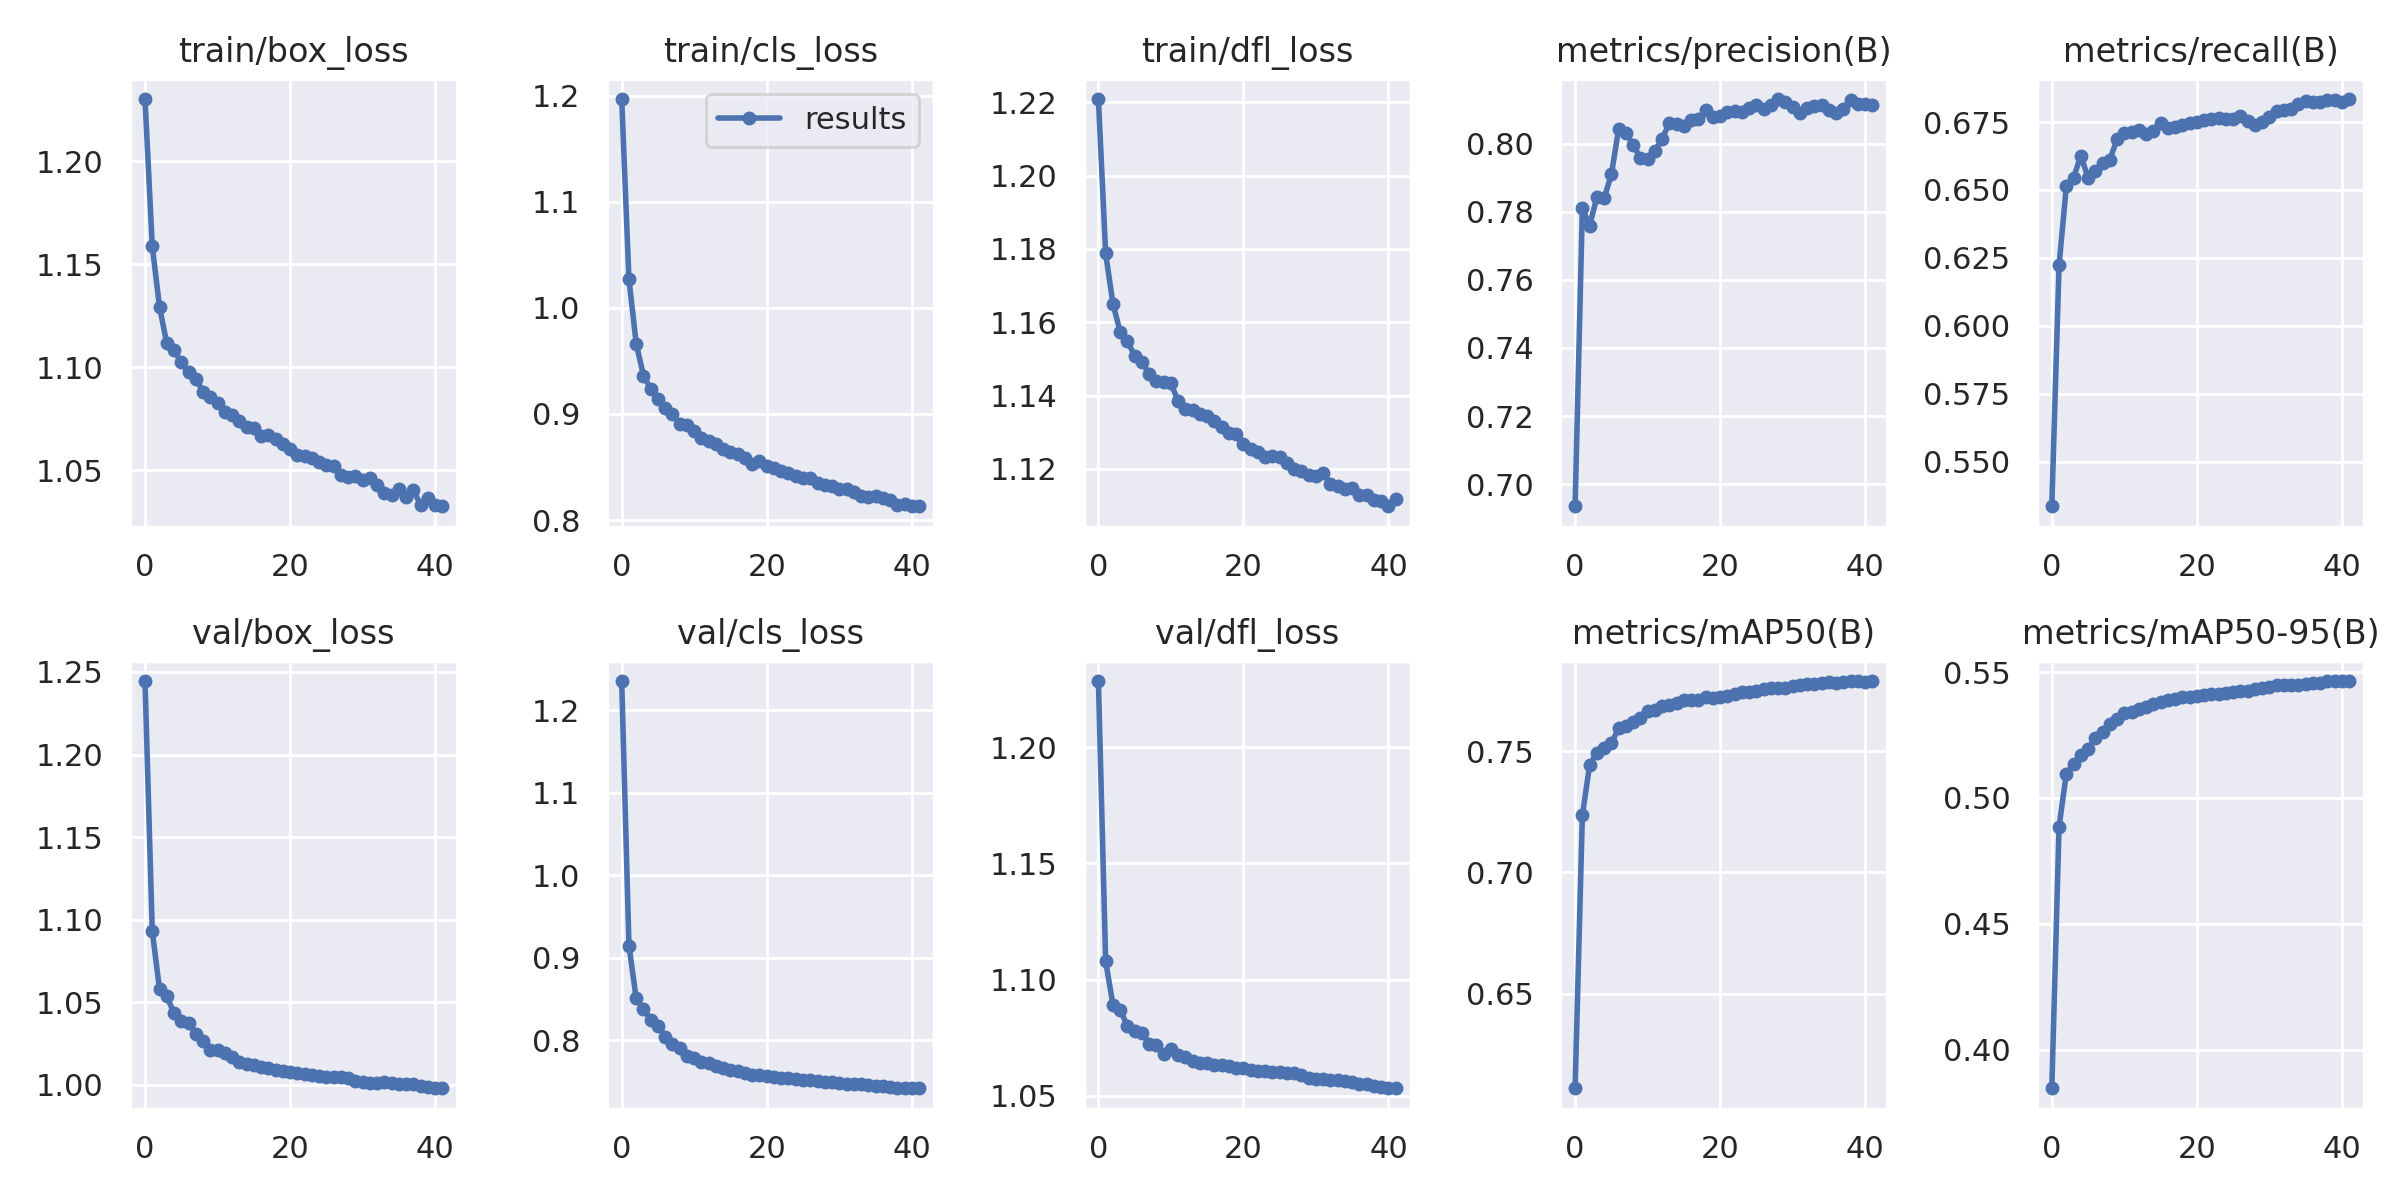 train/box_loss
1.20
1.15
1.10
1.05
0 20 40
train/cls_loss
results
1.2
1.1
1.0
0.9
0.8
0 20 40
train/dfl_loss
1.22
1.20
1.18
1.16
1.14
1.12
0 20 40
metrics/precision(B)
0.80
0.78
0.76
0.74
0.72
0.70
0 20 40
metrics/recall(B)
0.675
0.650
0.625
0.600
0.575
0.550
0 20 40
val/box_loss
1.25
1.20
1.15
1.10
1.05
1.00
0 20 40
val/cls_loss
1.2
1.1
1.0
0.9
0.8
0 20 40
val/dfl_loss
1.20
1.15
1.10
1.05
0 20 40
metrics/mAP50(B)
0.75
0.70
0.65
0 20 40
metrics/mAP50-95(B)
0.55
0.50
0.45
0.40
0 20 40